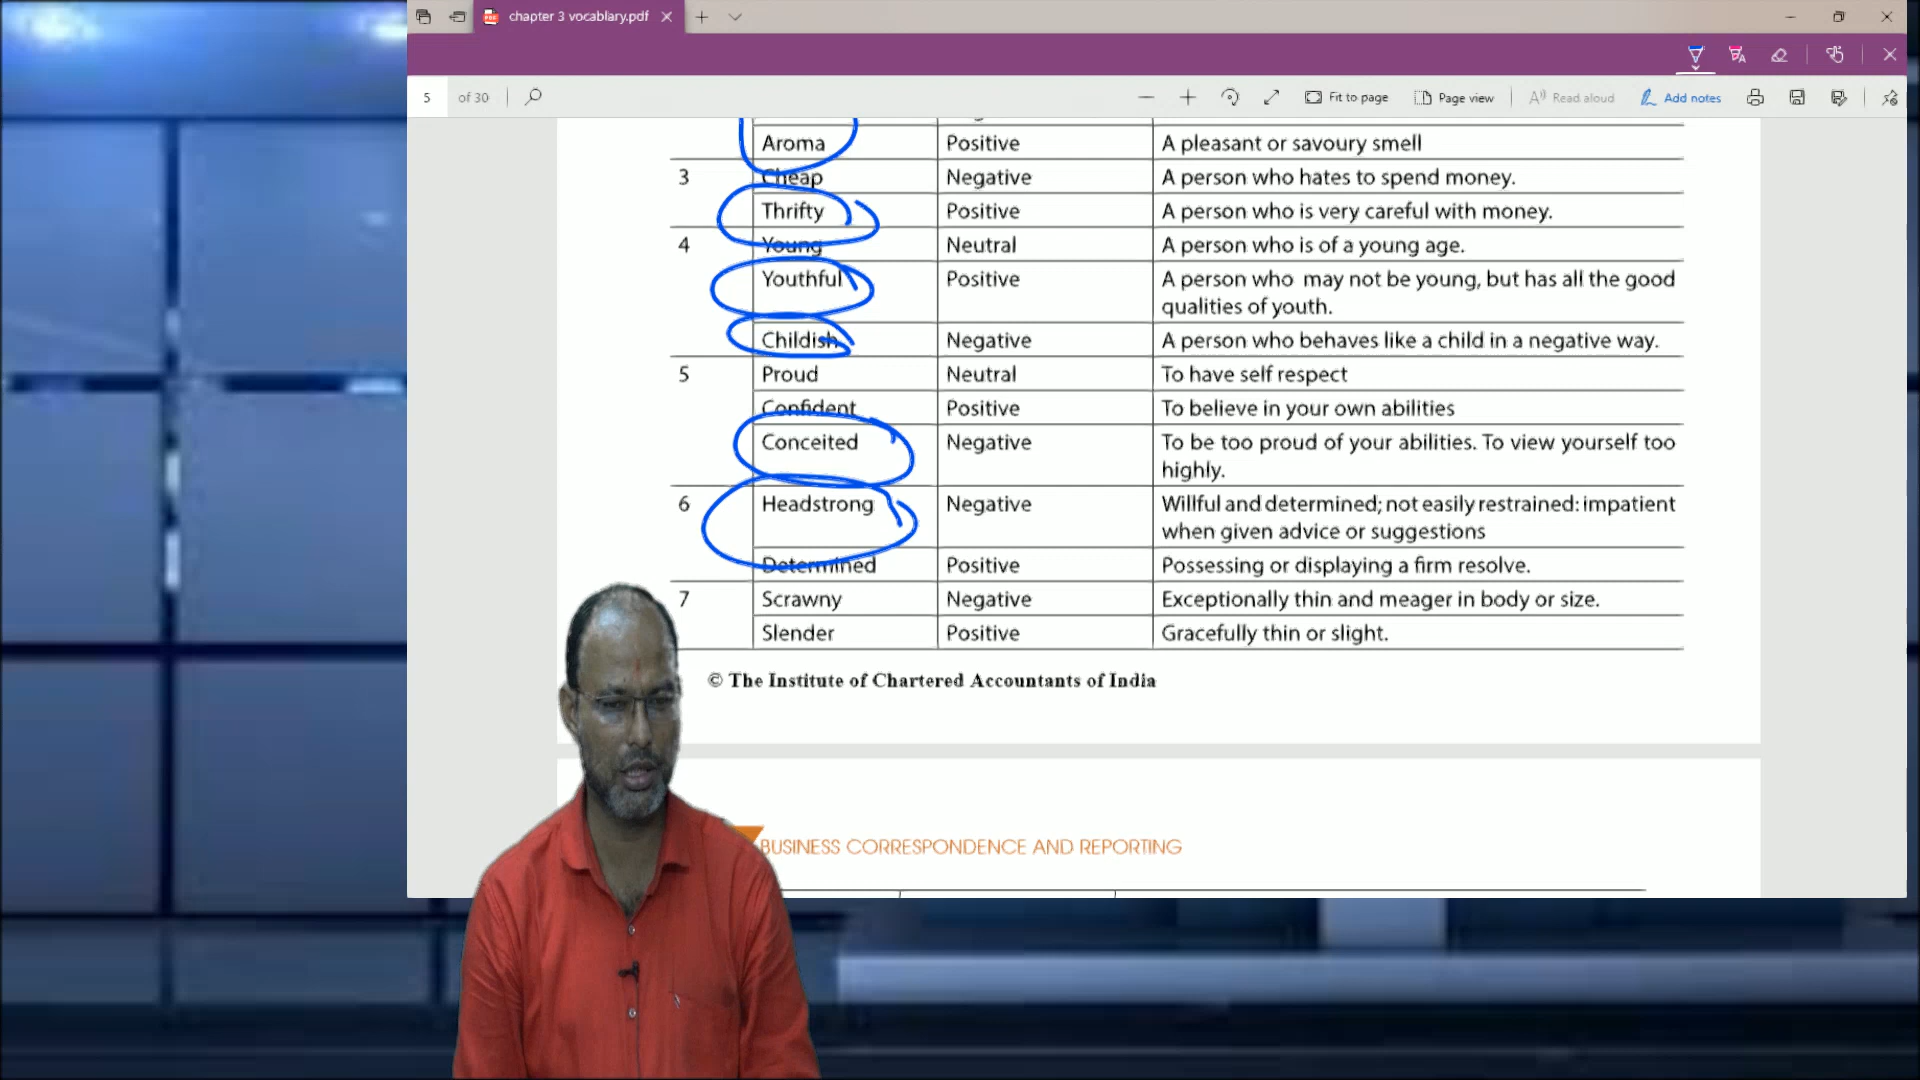 chapter 3 vocablary.pdf
5 of 30
Fit to page
Page view
Read aloud
Add notes
Aroma Positive A pleasant or savoury smell
3 Cheap Negative A person who hates to spend money.
Thrifty Positive A person who is very careful with money.
4 Young Neutral A person who is of a young age.
Youthful Positive A person who may not be young, but has all the good
qualities of youth.
Childish Negative A person who behaves like a child in a negative way.
5 Proud Neutral To have self respect
Confident Positive To believe in your own abilities
Conceited Negative To be too proud of your abilities. To view yourself too
highly.
6 Headstrong Negative Willful and determined; not easily restrained: impatient
when given advice or suggestions
Determined Positive Possessing or displaying a firm resolve.
7 Scrawny Negative Exceptionally thin and meager in body or size.
Slender Positive Gracefully thin or slight.
© The Institute of Chartered Accountants of India
BUSINESS CORRESPONDENCE AND REPORTING